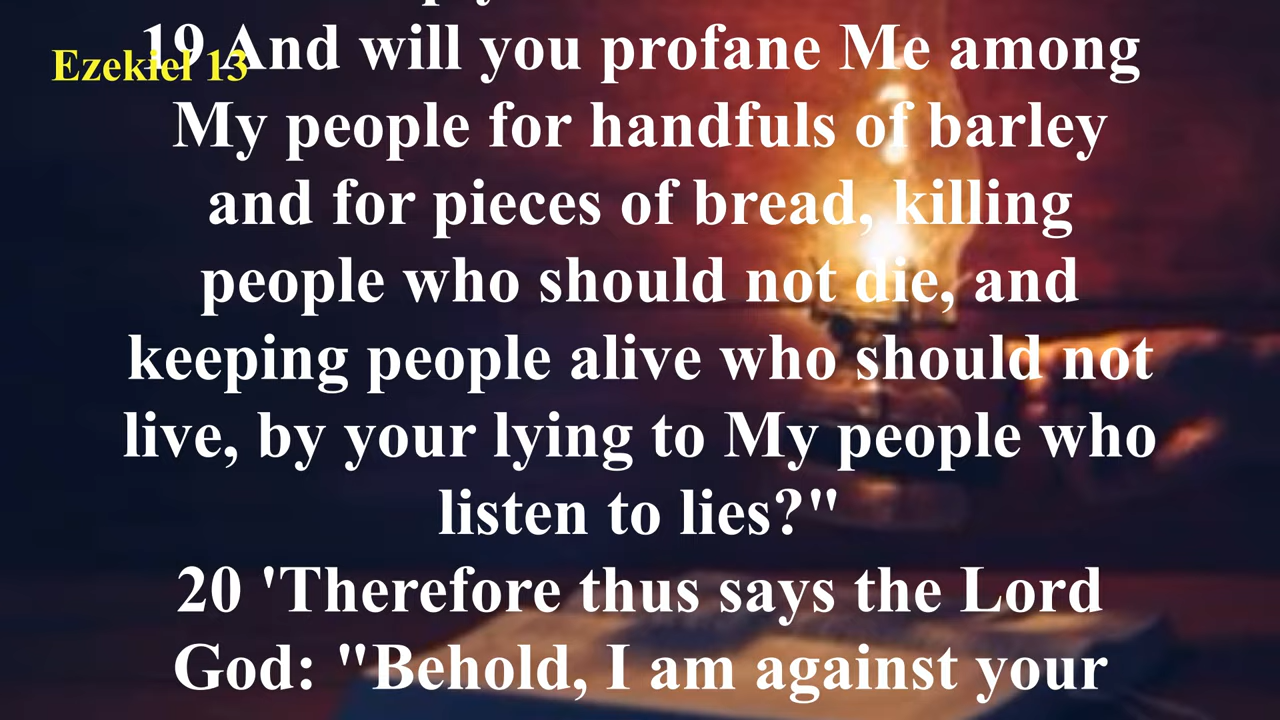 Ezekiel 13
19 And will you profane Me among
My people for handfuls of barley
and for pieces of bread, killing
people who should not die, and
keeping people alive who should not
live, by your lying to My people who
listen to lies?"
20 'Therefore thus says the Lord
God: "Behold, I am against your